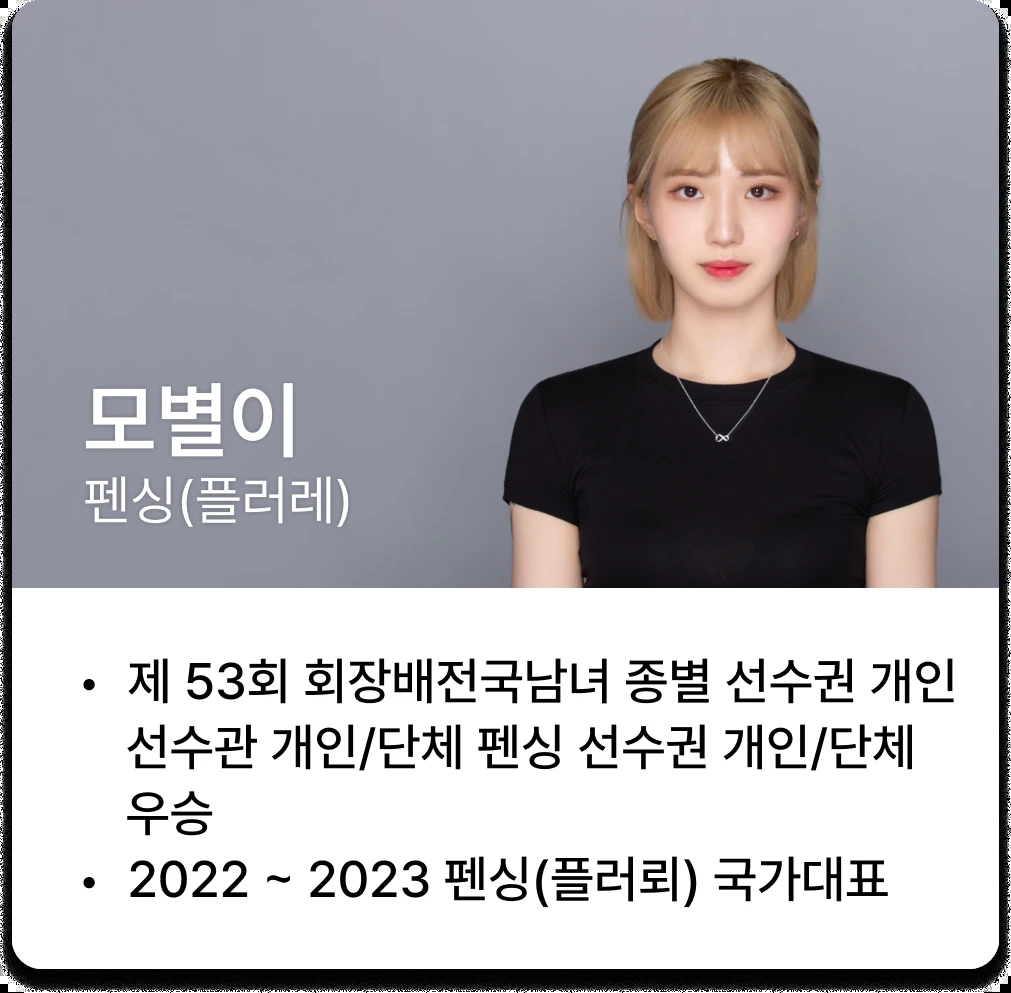 모별이
펜싱(플러레)
• 제 53회 회장배전국남녀 종별 선수권 개인
선수관 개인/단체 펜싱 선수권 개인/단체
우승
• 2022 ~ 2023 펜싱(플러뢰) 국가대표